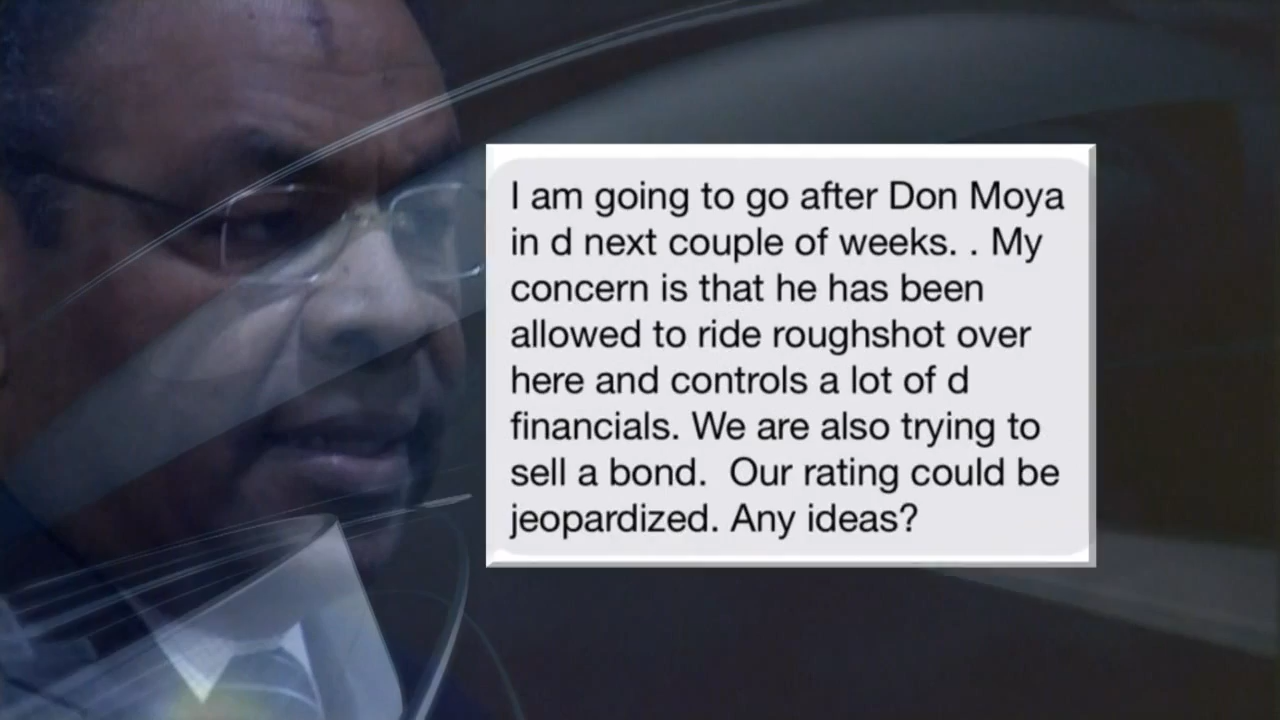 I am going to go after Don Moya
in d next couple of weeks. . My
concern is that he has been
allowed to ride roughshot over
here and controls a lot of d
financials. We are also trying to
sell a bond.  Our rating could be
jeopardized. Any ideas?